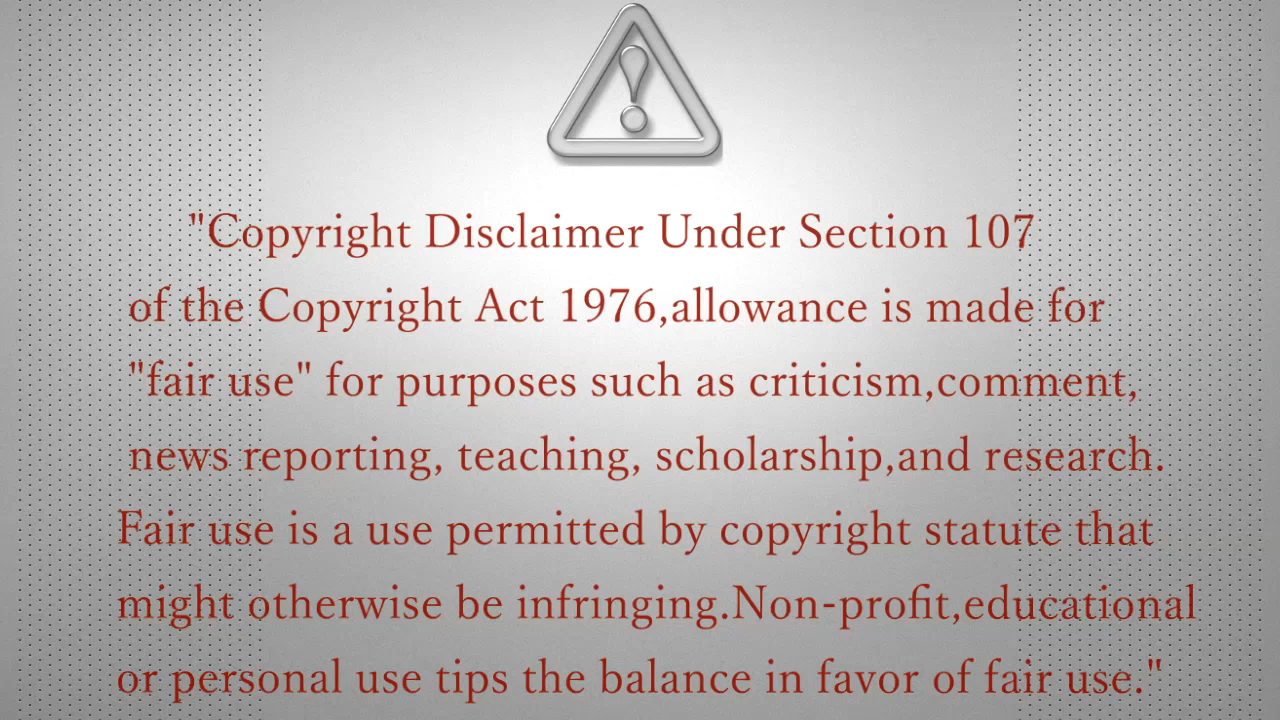 "Copyright Disclaimer Under Section 107
of the Copyright Act 1976,allowance is made for
"fair use" for purposes such as criticism,comment,
news reporting, teaching, scholarship,and research.
Fair use is a use permitted by copyright statute that
might otherwise be infringing.Non-profit,educational
or personal use tips the balance in favor of fair use."